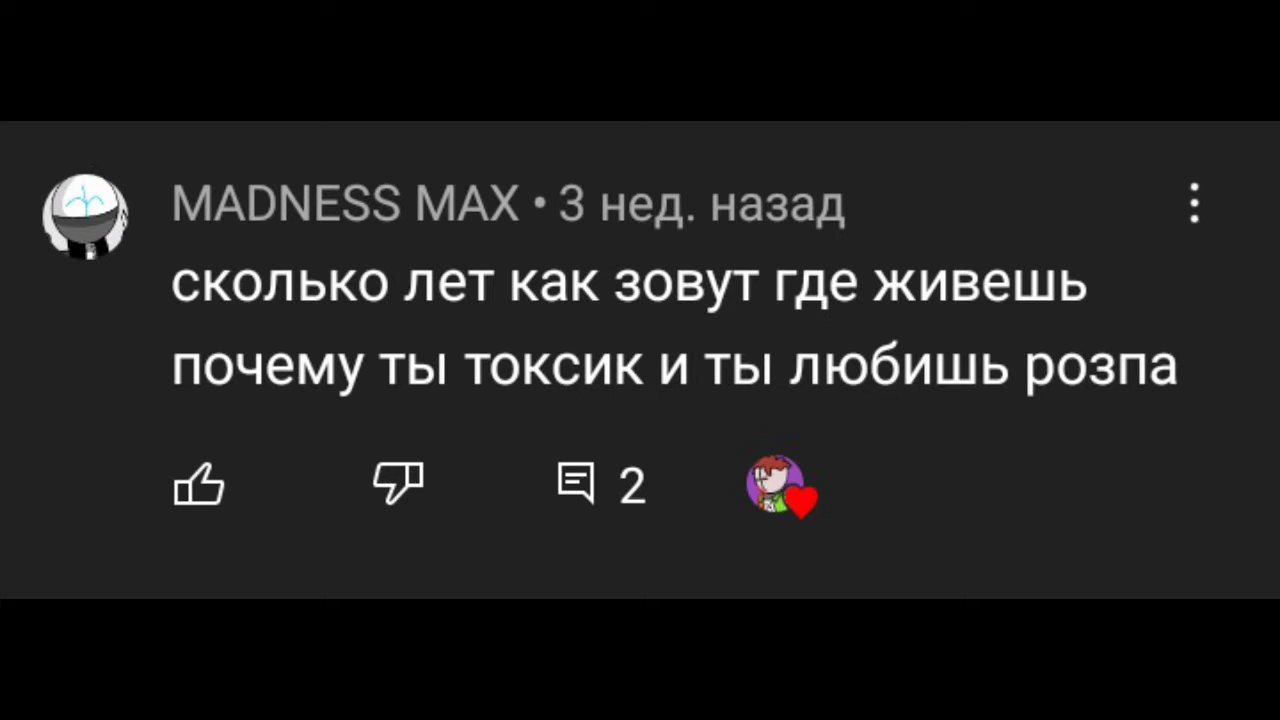 MADNESS MAX • 3 нед. назад
сколько лет как зовут где живешь
почему ты токсик и ты любишь розпа
2